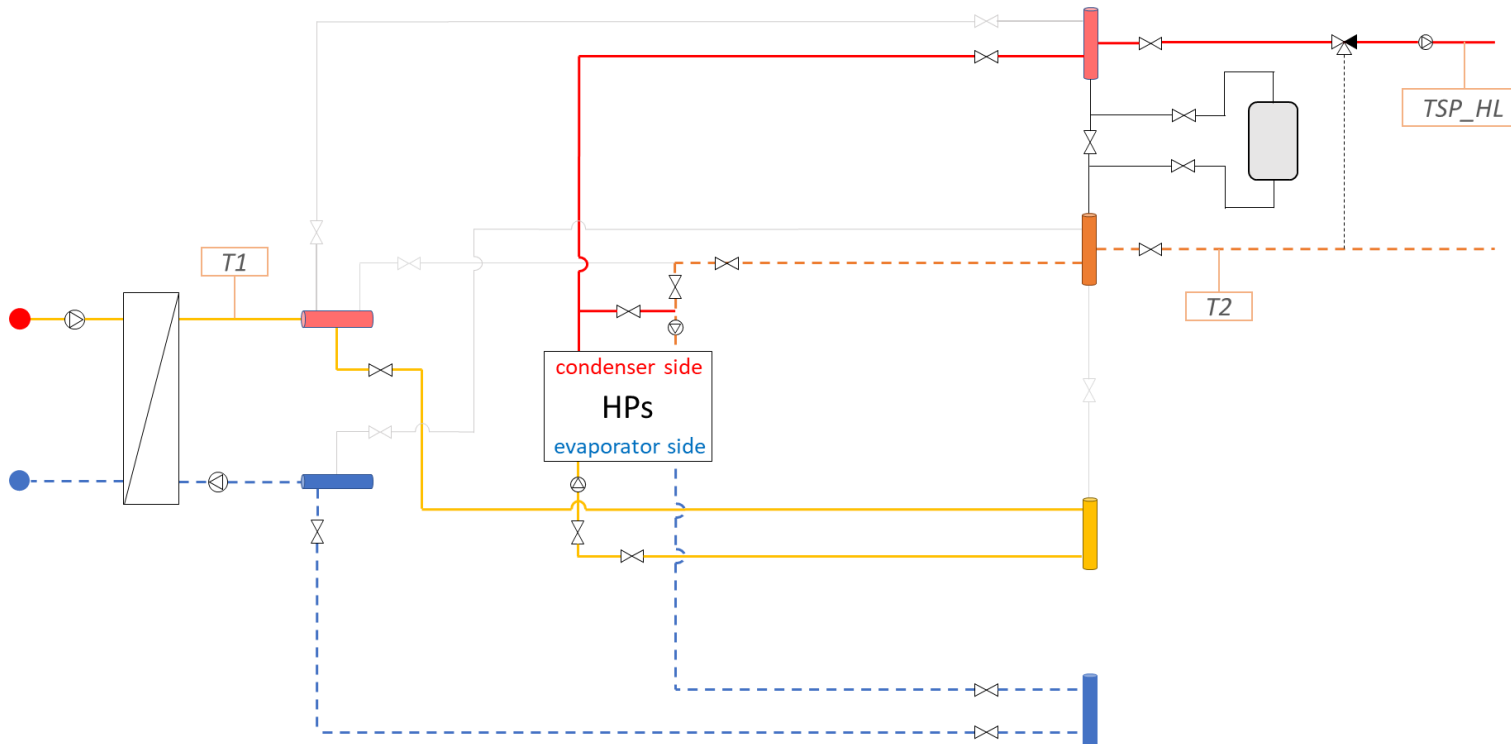 TSP_HL
T1
T2
condenser side
HPs
evaporator side